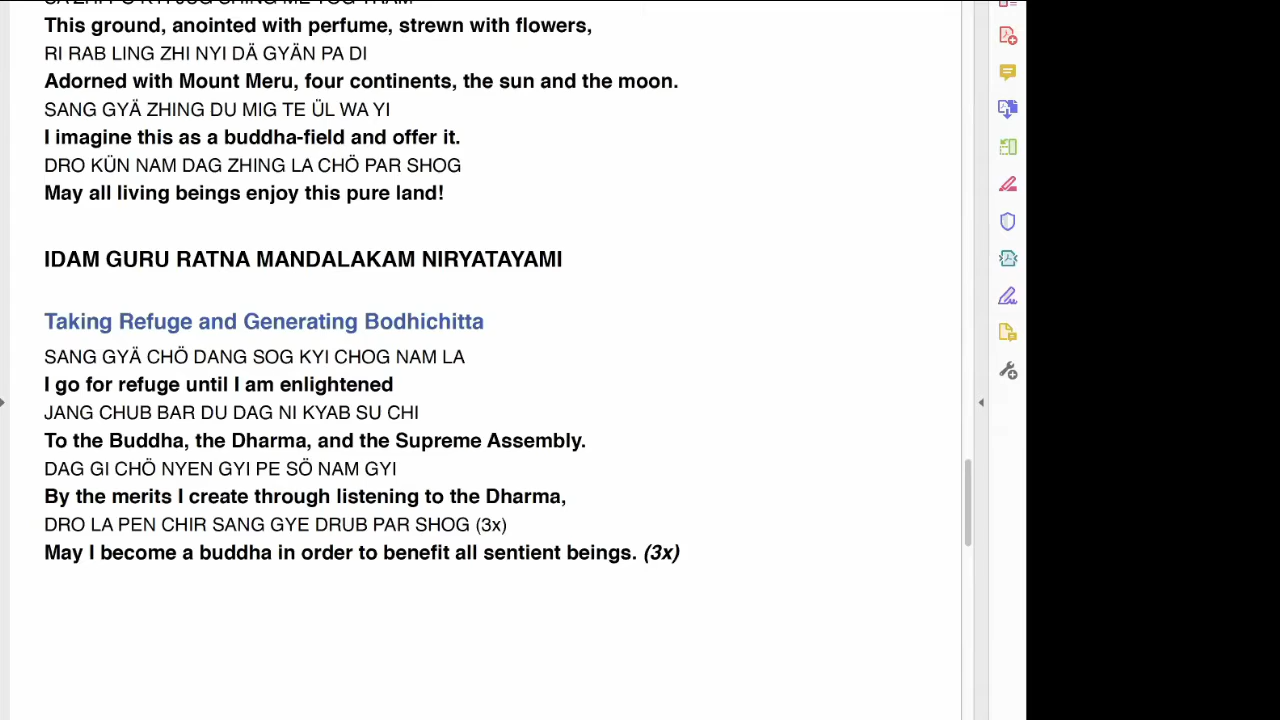 This ground, anointed with perfume, strewn with flowers,
RI RAB LING ZHI NYI DÄ GYÄN PA DI
Adorned with Mount Meru, four continents, the sun and the moon.
SANG GYÄ ZHING DU MIG TE ÜL WA YI
I imagine this as a buddha-field and offer it.
DRO KÜN NAM DAG ZHING LA CHÖ PAR SHOG
May all living beings enjoy this pure land!
IDAM GURU RATNA MANDALAKAM NIRYATAYAMI
Taking Refuge and Generating Bodhichitta
SANG GYÄ CHÖ DANG SOG KYI CHOG NAM LA
I go for refuge until I am enlightened
JANG CHUB BAR DU DAG NI KYAB SU CHI
To the Buddha, the Dharma, and the Supreme Assembly.
DAG GI CHÖ NYEN GYI PE SÖ NAM GYI
By the merits I create through listening to the Dharma,
DRO LA PEN CHIR SANG GYE DRUB PAR SHOG (3x)
May I become a buddha in order to benefit all sentient beings. (3x)